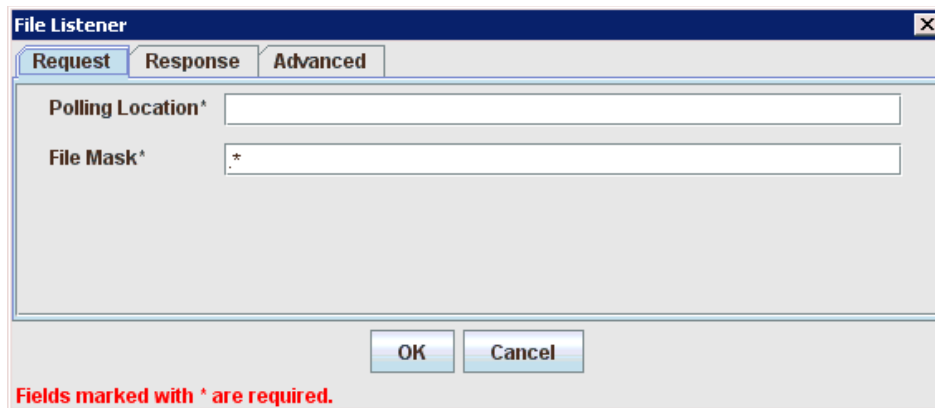 File Listener
Request Response Advanced
Polling Location*
File Mask* .*
OK Cancel
Fields marked with * are required.